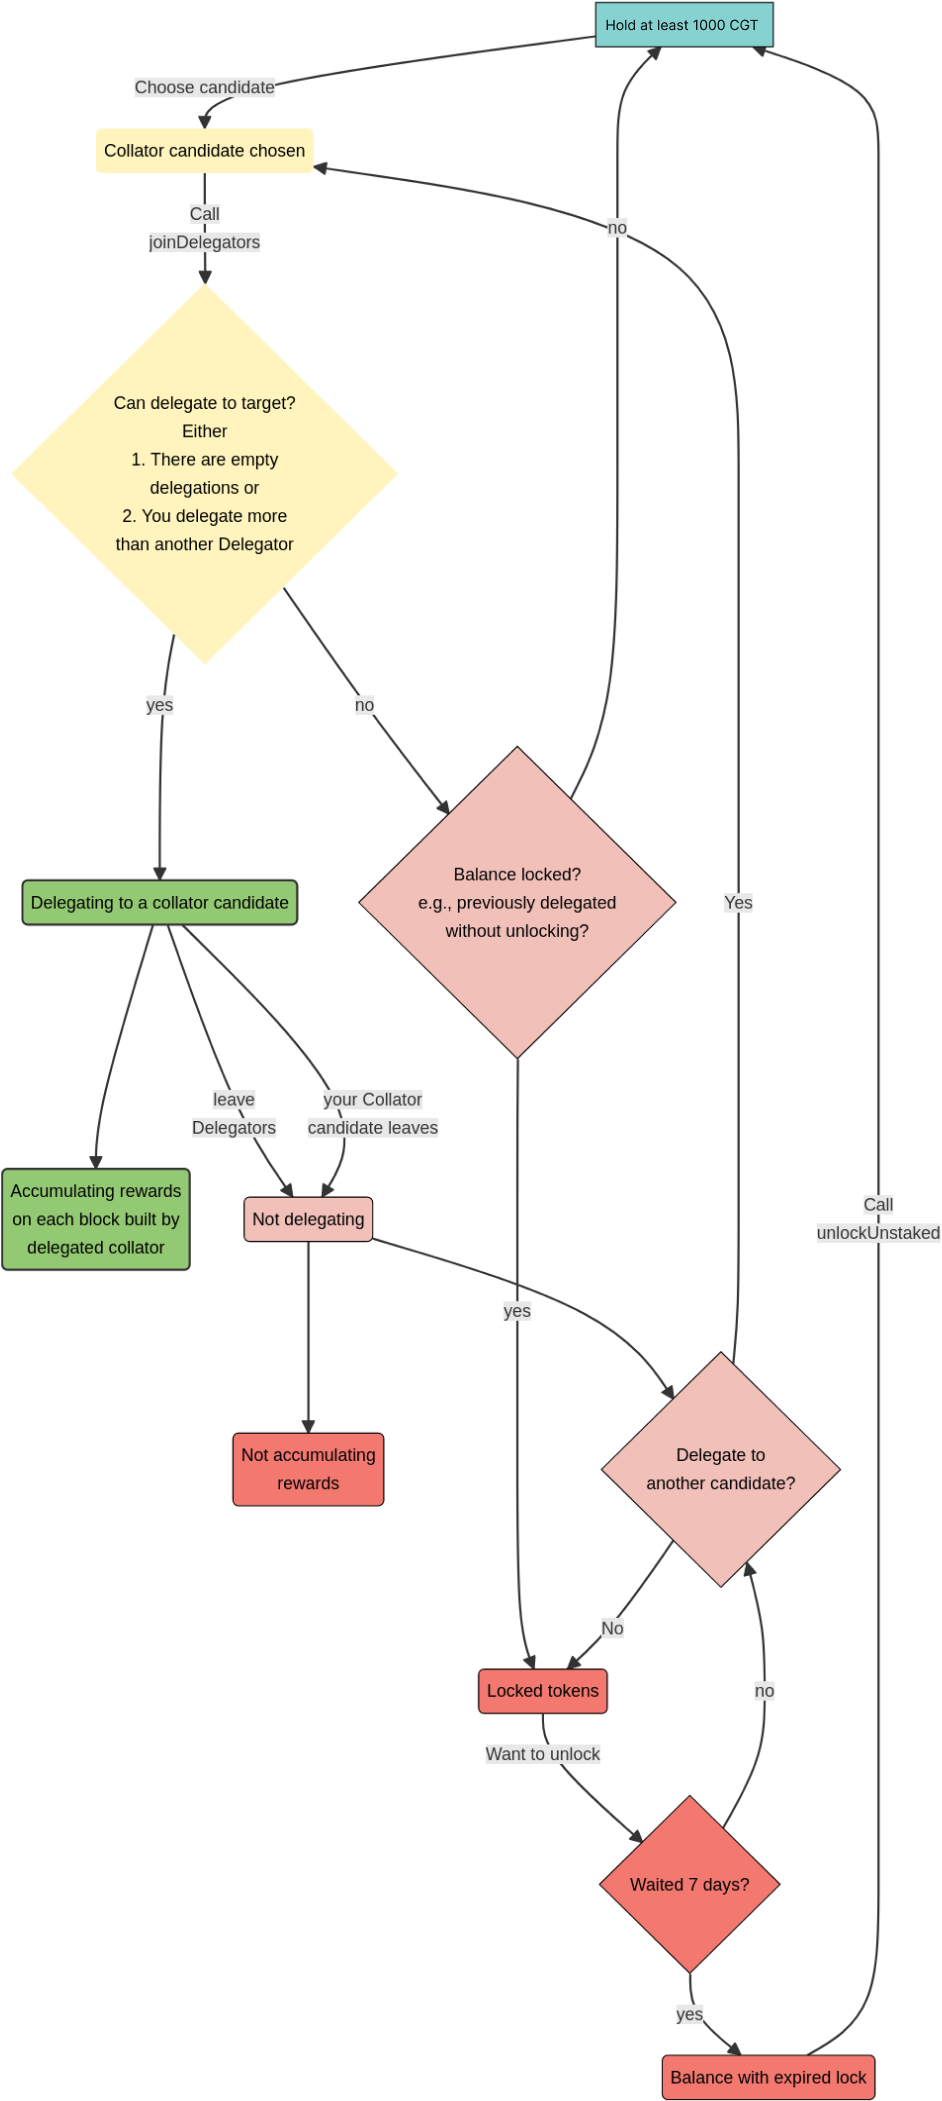 Hold at least 1000 CGT
Choose candidate
Collator candidate chosen
Call
joinDelegators
no
Can delegate to target?
Either
1. There are empty
delegations or
2. You delegate more
than another Delegator
yes
no
Balance locked?
e.g., previously delegated
without unlocking?
Delegating to a collator candidate
Yes
leave
Delegators
your Collator
candidate leaves
Accumulating rewards
on each block built by
delegated collator
Not delegating
Call
unlockUnstaked
yes
Not accumulating
rewards
Delegate to
another candidate?
No
Locked tokens
no
Want to unlock
Waited 7 days?
yes
Balance with expired lock